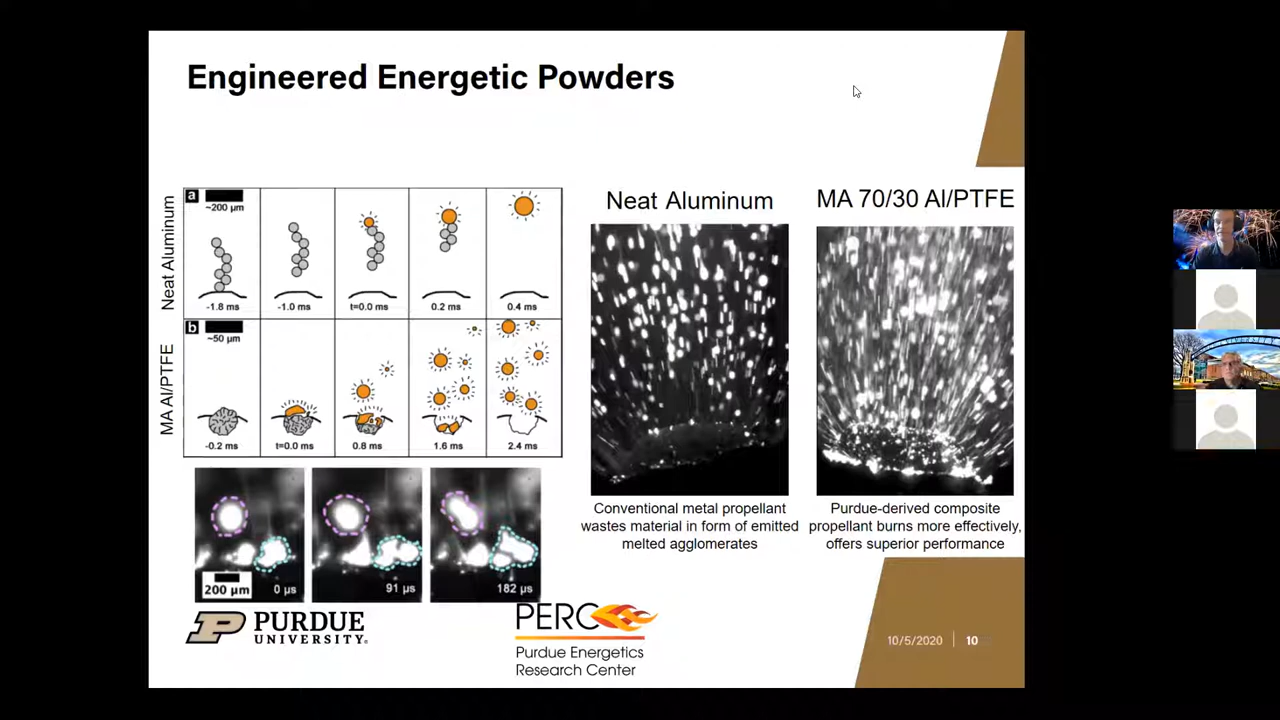 Engineered Energetic Powders
Neat Aluminum
a
~200 μm
-1.8 ms
-1.0 ms
t=0.0 ms
0.2 ms
0.4 ms
MA Al/PTFE
b
~50 μm
-0.2 ms
t=0.0 ms
0.8 ms
1.6 ms
2.4 ms
200 μm
0 μs
91 μs
182 μs
Neat Aluminum
Conventional metal propellant
wastes material in form of emitted
melted agglomerates
MA 70/30 Al/PTFE
Purdue-derived composite
propellant burns more effectively,
offers superior performance
P PURDUE
UNIVERSITY
PERC
Purdue Energetics
Research Center
10/5/2020 | 10